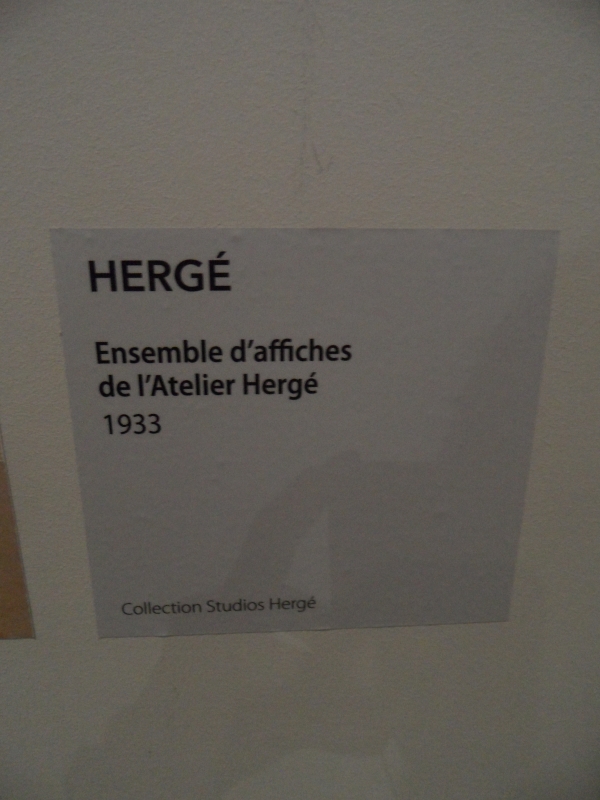 HERGÉ
Ensemble d'affiches
de l'Atelier Hergé
1933
Collection Studios Hergé